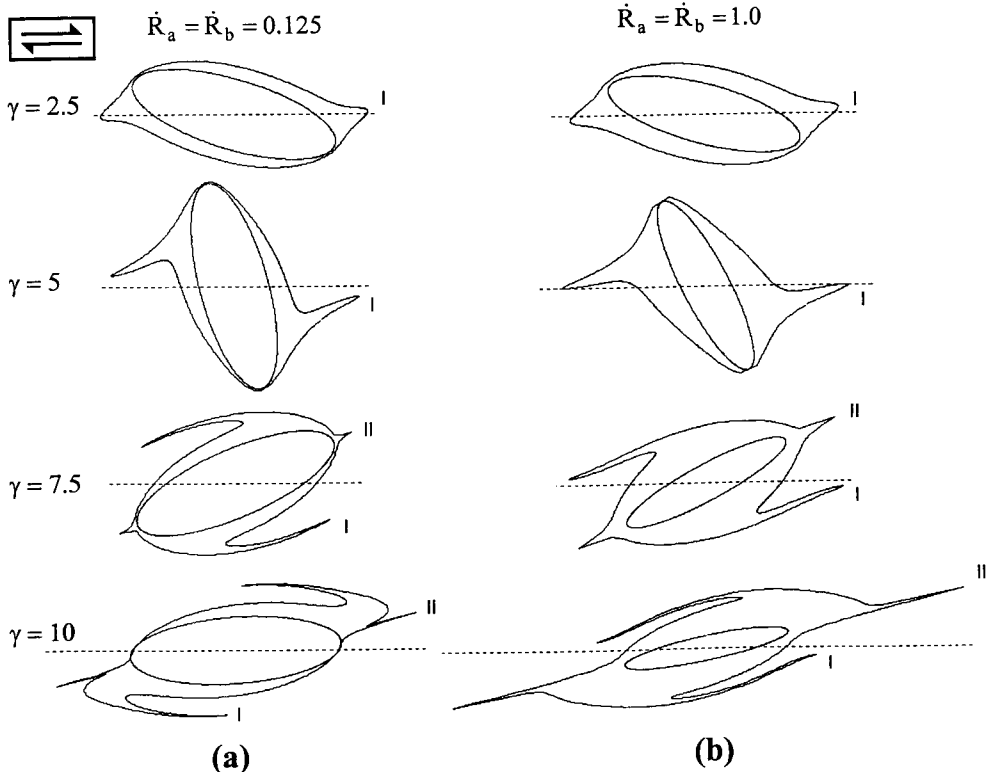 Ṙa = Ṙb = 0.125
Ṙa = Ṙb = 1.0
γ = 2.5
I
I
γ = 5
I
I
γ = 7.5
II
I
II
I
γ = 10
II
I
II
I
(a)
(b)